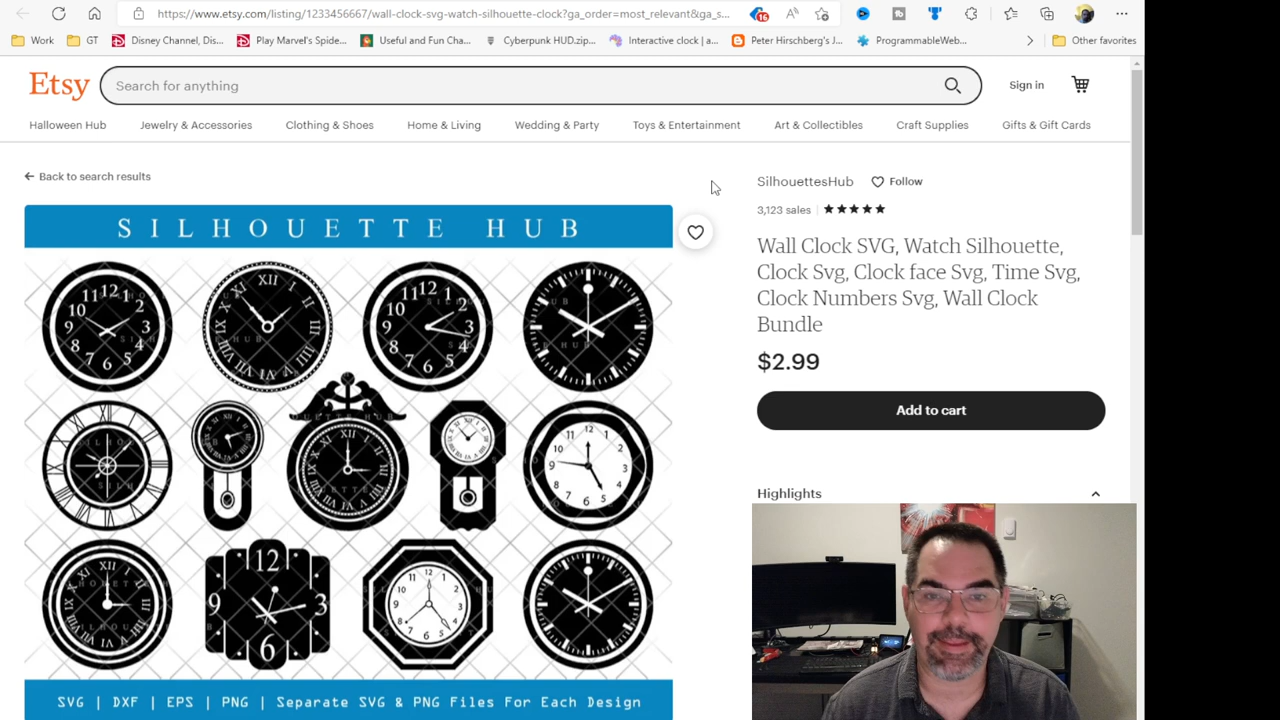 https://www.etsy.com/listing/1233456667/wall-clock-svg-watch-silhouette-clock?ga_order=most_relevant&ga_s...
16
Work
GT
Disney Channel, Dis...
Play Marvel's Spide...
Useful and Fun Cha...
Cyberpunk HUD.zip...
Interactive clock | a...
Peter Hirschberg's J...
ProgrammableWeb...
Other favorites
Etsy
Search for anything
Sign in
Halloween Hub
Jewelry & Accessories
Clothing & Shoes
Home & Living
Wedding & Party
Toys & Entertainment
Art & Collectibles
Craft Supplies
Gifts & Gift Cards
Back to search results
SILHOUETTE HUB
SVG | DXF | EPS | PNG | Separate SVG & PNG Files For Each Design
SilhouettesHub
Follow
3,123 sales
Wall Clock SVG, Watch Silhouette,
Clock Svg, Clock face Svg, Time Svg,
Clock Numbers Svg, Wall Clock
Bundle
$2.99
Add to cart
Highlights